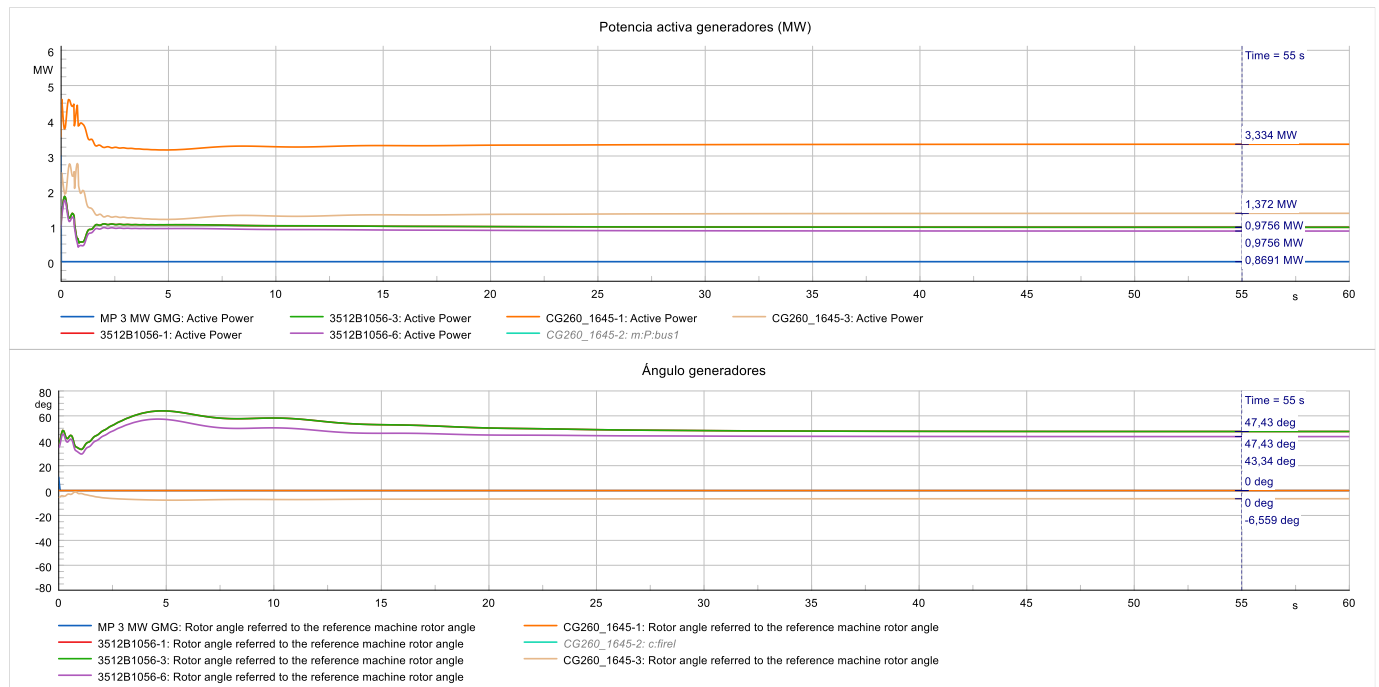 Potencia activa generadores (MW)
6
MW
5
4
3
2
1
0
Time = 55 s
3,334 MW
1,372 MW
0,9756 MW
0,9756 MW
0,8691 MW
0 5 10 15 20 25 30 35 40 45 50 55 s 60
MP 3 MW GMG: Active Power 3512B1056-3: Active Power CG260_1645-1: Active Power CG260_1645-3: Active Power
3512B1056-1: Active Power 3512B1056-6: Active Power CG260_1645-2: m:P:bus1
Ángulo generadores
80
deg
60
40
20
0
-20
-40
-60
-80
Time = 55 s
47,43 deg
47,43 deg
43,34 deg
0 deg
0 deg
-6,559 deg
0 5 10 15 20 25 30 35 40 45 50 55 s 60
MP 3 MW GMG: Rotor angle referred to the reference machine rotor angle CG260_1645-1: Rotor angle referred to the reference machine rotor angle
3512B1056-1: Rotor angle referred to the reference machine rotor angle CG260_1645-2: c:firel
3512B1056-3: Rotor angle referred to the reference machine rotor angle CG260_1645-3: Rotor angle referred to the reference machine rotor angle
3512B1056-6: Rotor angle referred to the reference machine rotor angle